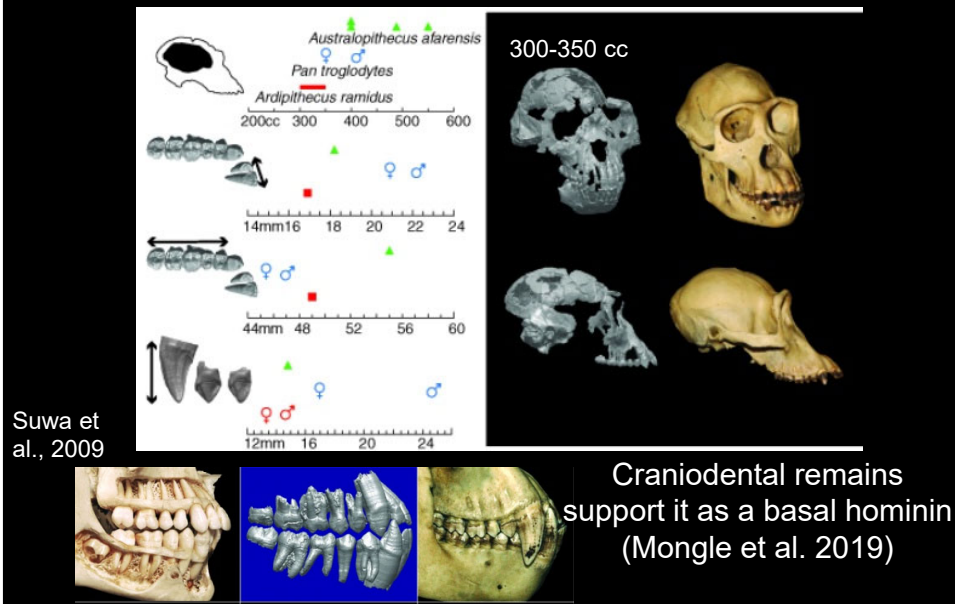 Australopithecus afarensis
♀ ♂
Pan troglodytes
Ardipithecus ramidus
200cc 300 400 500 600
♀ ♂
14mm 16 18 20 22 24
♀ ♂
44mm 48 52 56 60
♀ ♂
♀ ♂
12mm 16 20 24
300-350 cc
Suwa et
al., 2009
Craniodental remains
support it as a basal hominin
(Mongle et al. 2019)